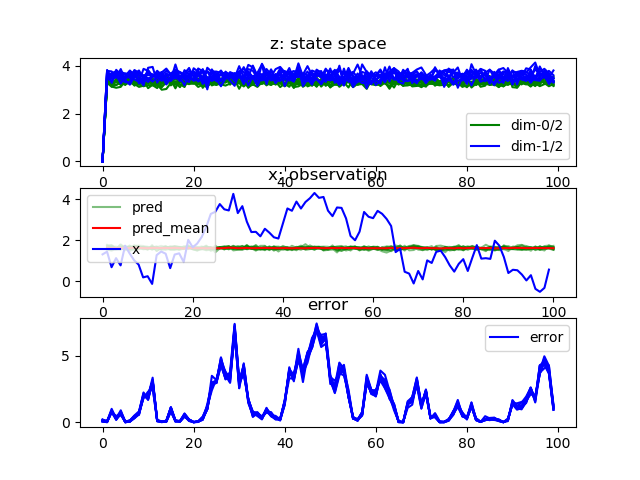 z: state space
4
2
0
dim-0/2
dim-1/2
0 20 40 60 80 100
x: observation
4
2
0
pred
pred_mean
x
0 20 40 60 80 100
error
5
0
error
0 20 40 60 80 100